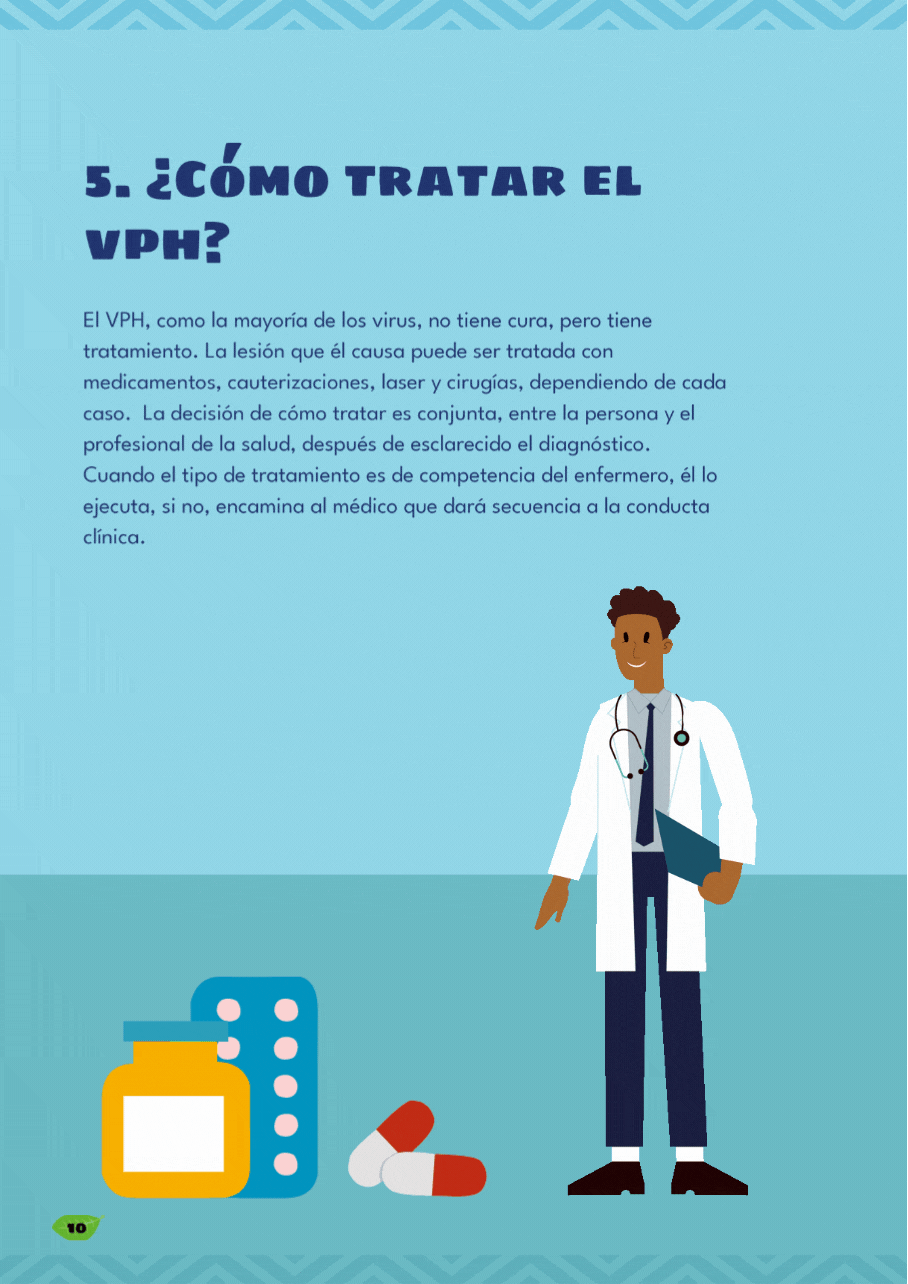 5. ¿Cómo tratar el
VPH?
El VPH, como la mayoría de los virus, no tiene cura, pero tiene
tratamiento. La lesión que él causa puede ser tratada con
medicamentos, cauterizaciones, laser y cirugías, dependiendo de cada
caso.  La decisión de cómo tratar es conjunta, entre la persona y el
profesional de la salud, después de esclarecido el diagnóstico.
Cuando el tipo de tratamiento es de competencia del enfermero, él lo
ejecuta, si no, encamina al médico que dará secuencia a la conducta
clínica.
10